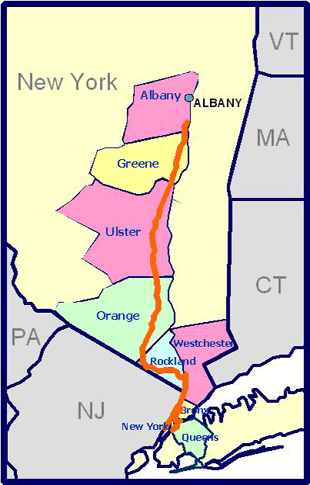 VT
New York
Albany
ALBANY
MA
Greene
Ulster
CT
Orange
PA
Westchester
Rockland
NJ
Bronx
New York
Queens